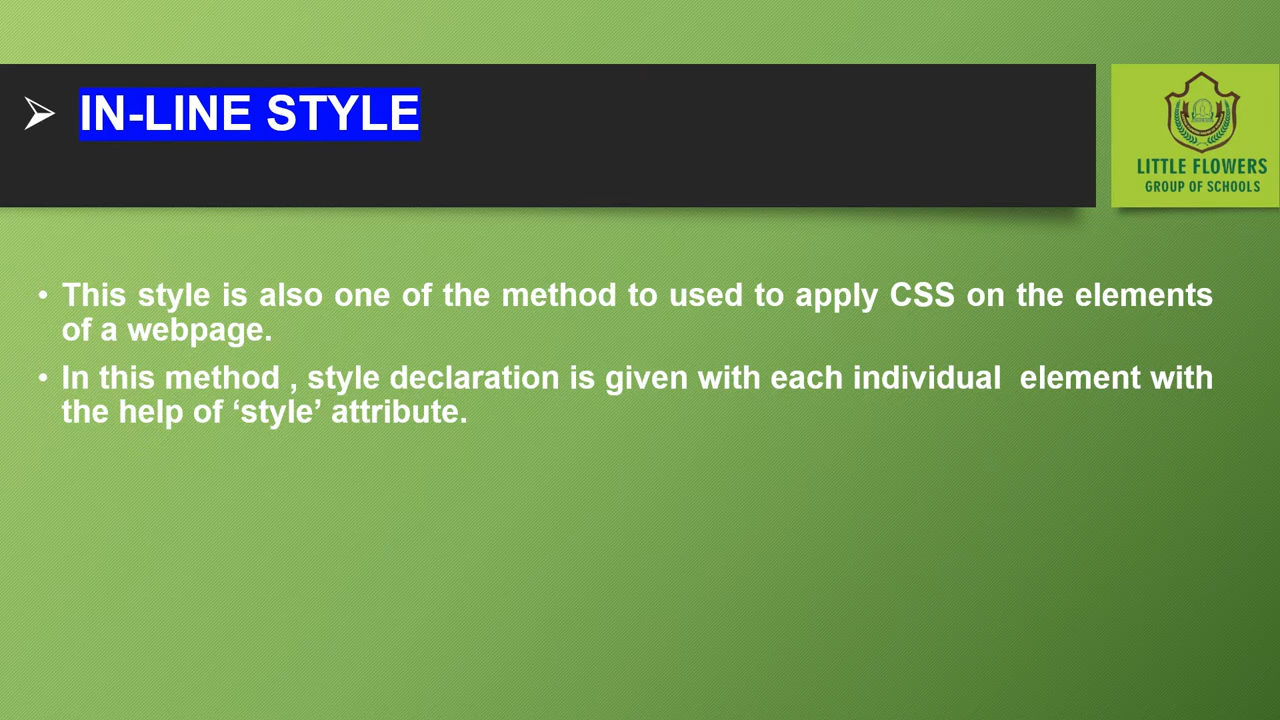 ➢ IN-LINE STYLE
LITTLE FLOWERS
GROUP OF SCHOOLS
• This style is also one of the method to used to apply CSS on the elements
of a webpage.
• In this method , style declaration is given with each individual  element with
the help of ‘style’ attribute.